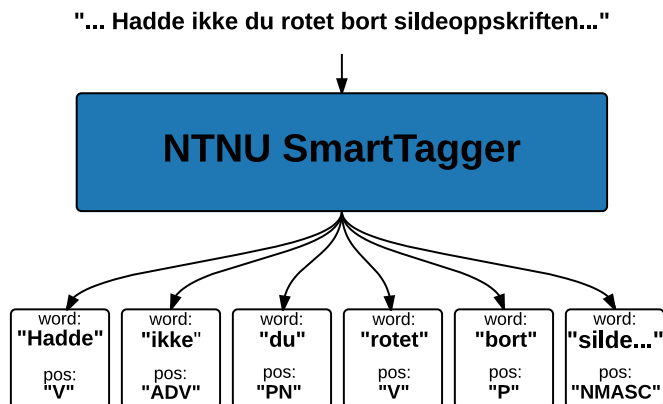 "... Hadde ikke du rotet bort sildeoppskriften..."
NTNU SmartTagger
word: word: word: word: word: word:
"Hadde" "ikke" "du" "rotet" "bort" "silde..."
pos: pos: pos: pos: pos: pos:
"V" "ADV" "PN" "V" "P" "NMASC"